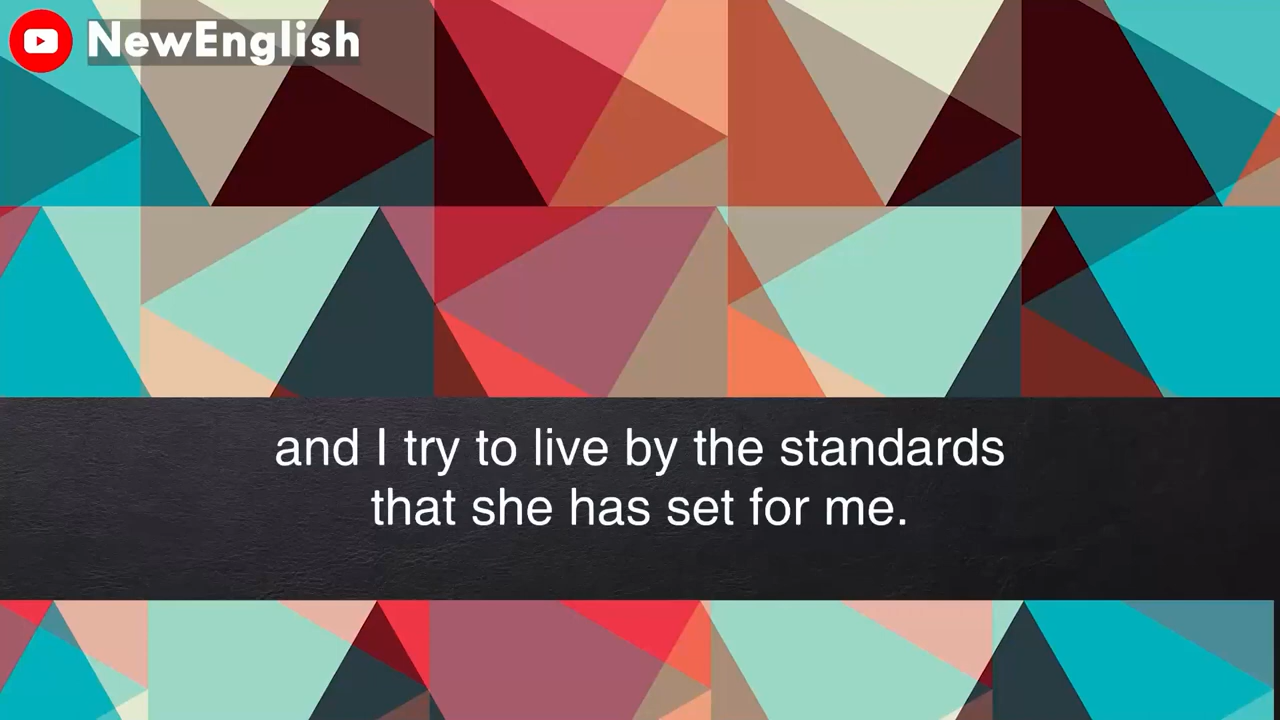 NewEnglish
and I try to live by the standards
that she has set for me.